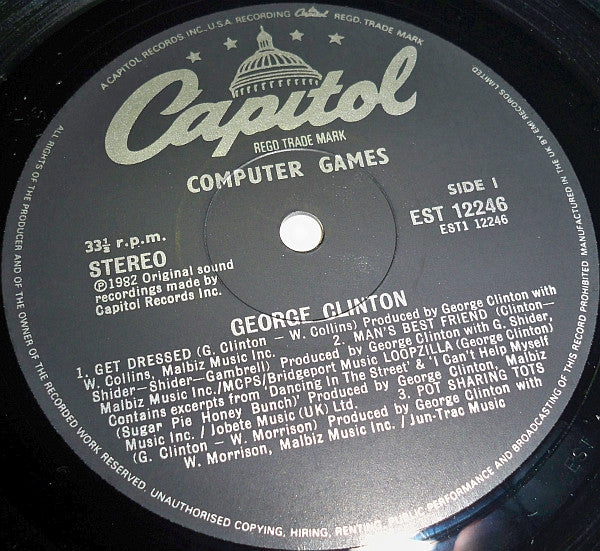 A CAPITOL RECORDS INC., U.S.A. RECORDING Capitol REGD. TRADE MARK
Capitol
REGD TRADE MARK
COMPUTER GAMES
33⅓ r.p.m.
STEREO
℗1982 Original sound
recordings made by
Capitol Records Inc.
SIDE 1
EST 12246
EST1 12246
GEORGE CLINTON
1. GET DRESSED (G. Clinton – W. Collins) Produced by George Clinton with
W. Collins, Malbiz Music Inc. 2. MAN'S BEST FRIEND (Clinton–
Shider–Shider–Gambrell) Produced by George Clinton with G. Shider,
Malbiz Music Inc./MCPS/Bridgeport Music LOOPZILLA (George Clinton)
Contains excerpts from 'Dancing In The Street' & 'I Can't Help Myself
(Sugar Pie Honey Bunch)' Produced by George Clinton, Malbiz
Music Inc. / Jobete Music (UK) Ltd. 3. POT SHARING TOTS
(G. Clinton – W. Morrison) Produced by George Clinton with
W. Morrison, Malbiz Music Inc. / Jun-Trac Music
ALL RIGHTS OF THE PRODUCER AND OF THE OWNER OF THE RECORDED WORK RESERVED. UNAUTHORISED COPYING, HIRING, RENTING, PUBLIC PERFORMANCE AND BROADCASTING OF THIS RECORD PROHIBITED. MANUFACTURED IN THE UK BY EMI RECORDS LIMITED
EST